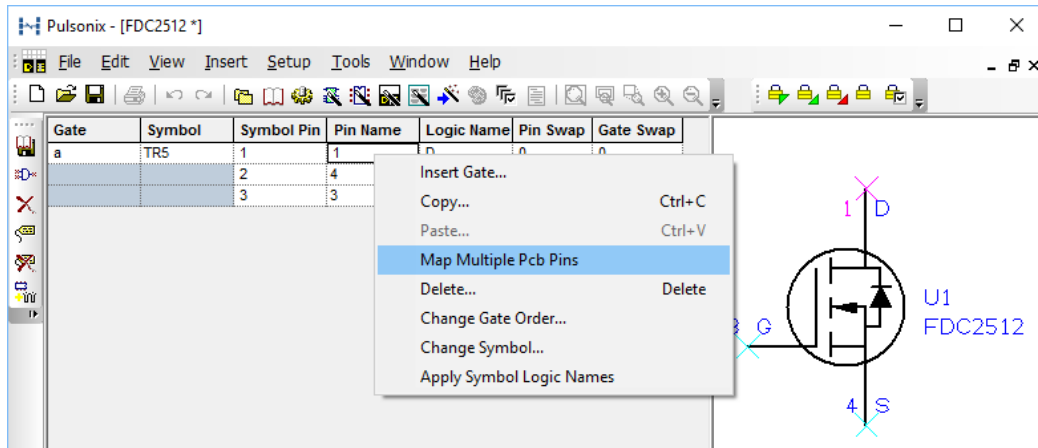 Pulsonix - [FDC2512 *]
File Edit View Insert Setup Tools Window Help
Gate Symbol Symbol Pin Pin Name Logic Name Pin Swap Gate Swap
a TR5 1 1 D 0 0
2 4
3 3
Insert Gate...
Copy... Ctrl+C
Paste... Ctrl+V
Map Multiple Pcb Pins
Delete... Delete
Change Gate Order...
Change Symbol...
Apply Symbol Logic Names
1 D
U1
FDC2512
3 G
4 S